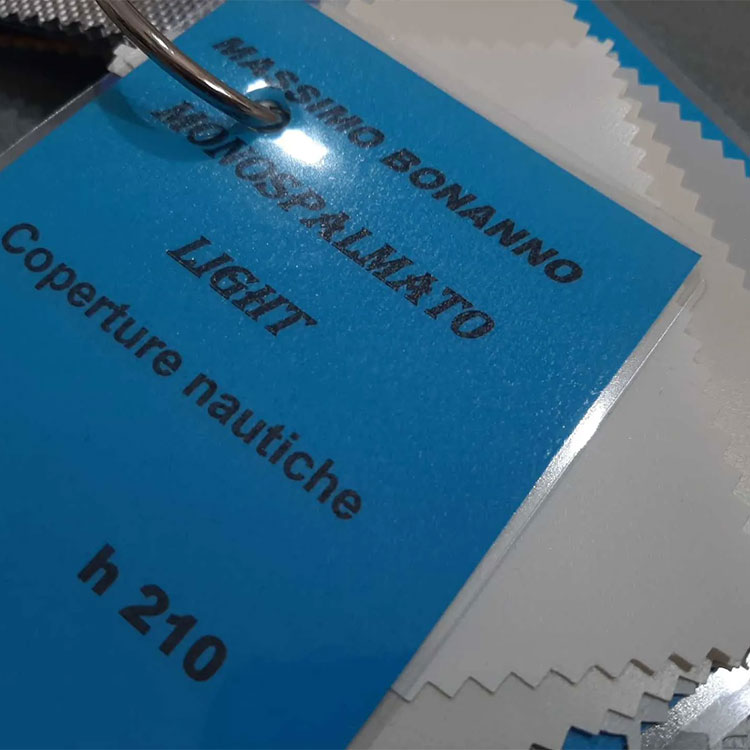 MASSIMO BONANNO
MONOSPALMATO
LIGHT
Coperture nautiche
h 210